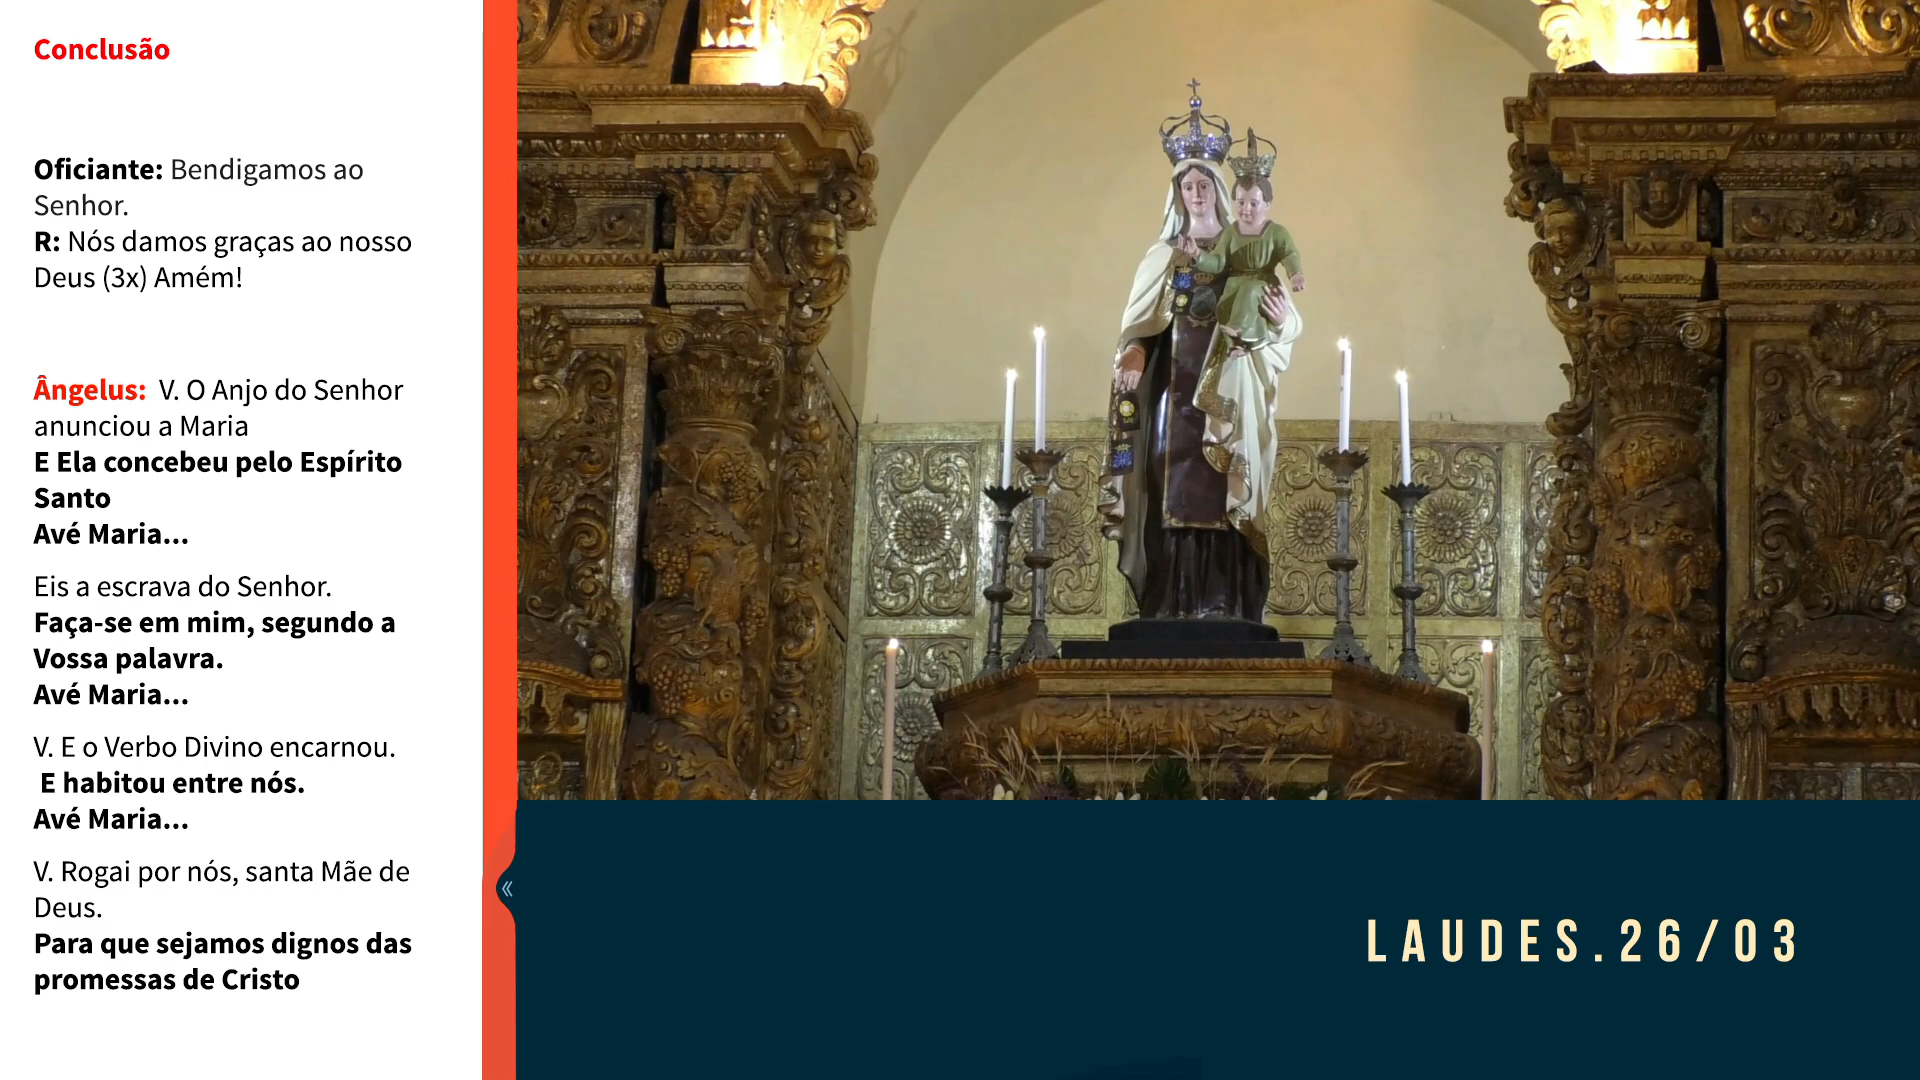 Conclusão
Oficiante: Bendigamos ao
Senhor.
R: Nós damos graças ao nosso
Deus (3x) Amém!
Ângelus:  V. O Anjo do Senhor
anunciou a Maria
E Ela concebeu pelo Espírito
Santo
Avé Maria...
Eis a escrava do Senhor.
Faça-se em mim, segundo a
Vossa palavra.
Avé Maria...
V. E o Verbo Divino encarnou.
E habitou entre nós.
Avé Maria...
V. Rogai por nós, santa Mãe de
Deus.
Para que sejamos dignos das
promessas de Cristo
«
LAUDES.26/03